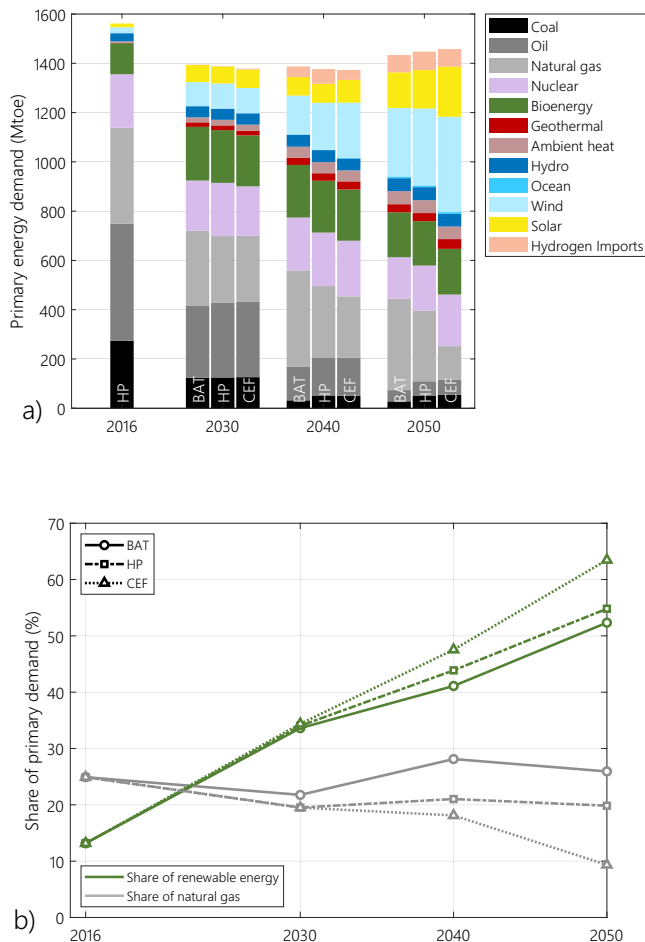 1600
1400
1200
1000
800
600
400
200
0
Primary energy demand (Mtoe)
HP
BAT
HP
CEF
BAT
HP
CEF
BAT
HP
CEF
2016
2030
2040
2050
a)
Coal
Oil
Natural gas
Nuclear
Bioenergy
Geothermal
Ambient heat
Hydro
Ocean
Wind
Solar
Hydrogen Imports
70
60
50
40
30
20
10
0
Share of primary demand (%)
BAT
HP
CEF
Share of renewable energy
Share of natural gas
b)
2016
2030
2040
2050